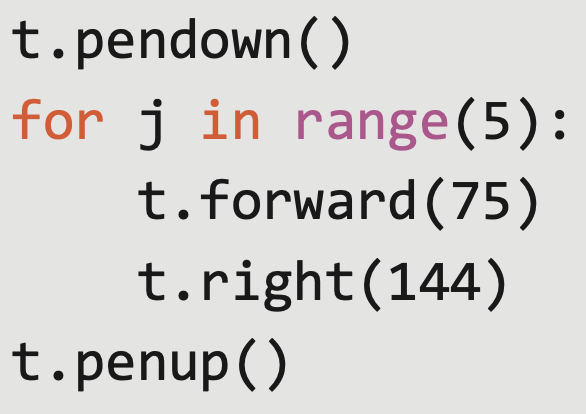 t.pendown()
for j in range(5):
    t.forward(75)
    t.right(144)
t.penup()